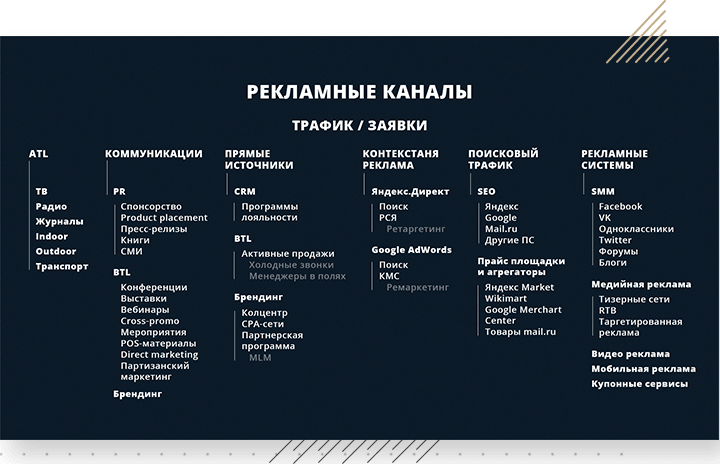 РЕКЛАМНЫЕ КАНАЛЫ
ТРАФИК / ЗАЯВКИ
ATL
ТВ
Радио
Журналы
Indoor
Outdoor
Транспорт
КОММУНИКАЦИИ
PR
Спонсорство
Product placement
Пресс-релизы
Книги
СМИ
BTL
Конференции
Выставки
Вебинары
Cross-promo
Мероприятия
POS-материалы
Direct marketing
Партизанский
маркетинг
Брендинг
ПРЯМЫЕ
ИСТОЧНИКИ
CRM
Программы
лояльности
BTL
Активные продажи
Холодные звонки
Менеджеры в полях
Брендинг
Колцентр
CPA-сети
Партнерская
программа
MLM
КОНТЕКСТАНЯ
РЕКЛАМА
Яндекс.Директ
Поиск
РСЯ
Ретаргетинг
Google AdWords
Поиск
КМС
Ремаркетинг
ПОИСКОВЫЙ
ТРАФИК
SEO
Яндекс
Google
Mail.ru
Другие ПС
Прайс площадки
и агрегаторы
Яндекс Market
Wikimart
Google Merchart
Center
Товары mail.ru
РЕКЛАМНЫЕ
СИСТЕМЫ
SMM
Facebook
VK
Одноклассники
Twitter
Форумы
Блоги
Медийная реклама
Тизерные сети
RTB
Таргетированная
реклама
Видео реклама
Мобильная реклама
Купонные сервисы